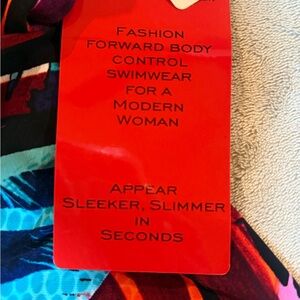 FASHION
FORWARD BODY
CONTROL
SWIMWEAR
FOR A
MODERN
WOMAN
APPEAR
SLEEKER, SLIMMER
IN
SECONDS